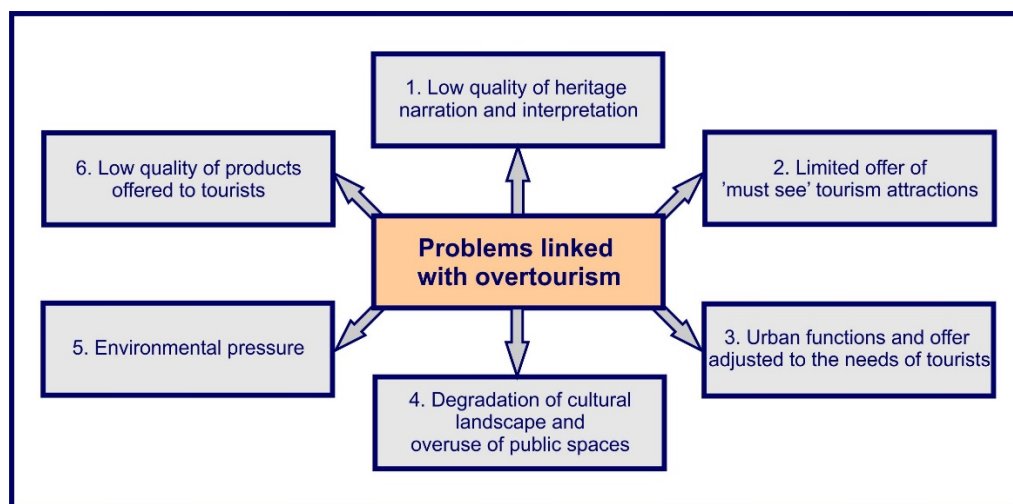 1. Low quality of heritage
narration and interpretation
6. Low quality of products
offered to tourists
2. Limited offer of
’must see’ tourism attractions
Problems linked
with overtourism
5. Environmental pressure
3. Urban functions and offer
adjusted to the needs of tourists
4. Degradation of cultural
landscape and
overuse of public spaces